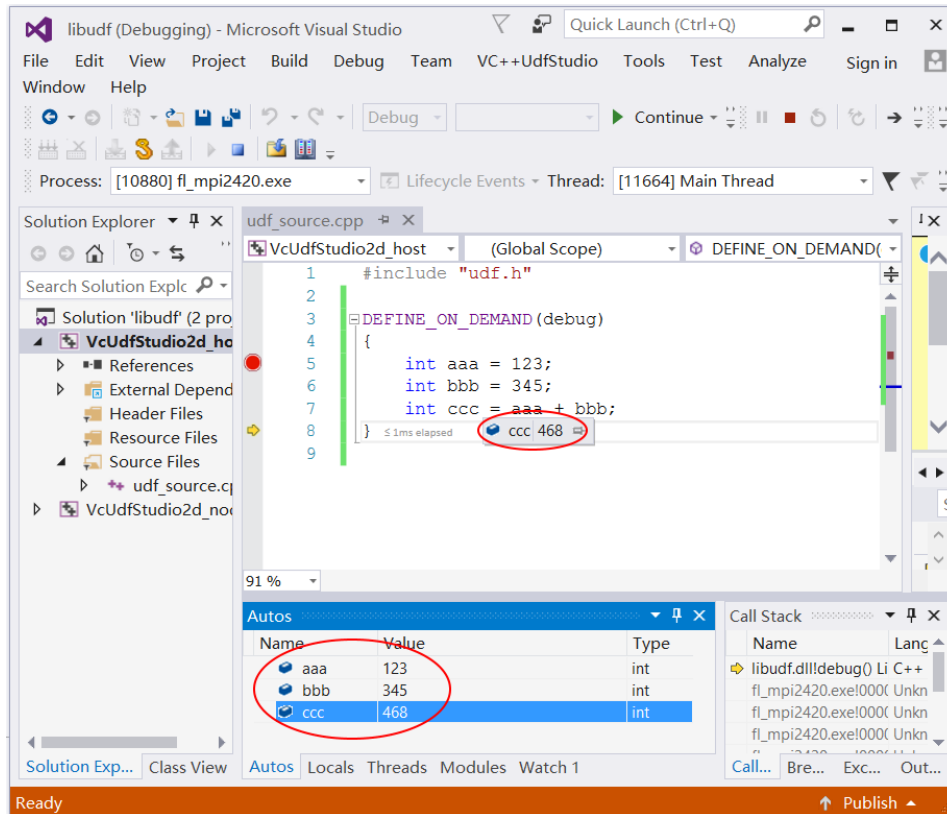 libudf (Debugging) - Microsoft Visual Studio
Quick Launch (Ctrl+Q)
File Edit View Project Build Debug Team VC++UdfStudio Tools Test Analyze Sign in
Window Help
Debug Continue
Process: [10880] fl_mpi2420.exe Lifecycle Events Thread: [11664] Main Thread
Solution Explorer
Search Solution Explc
Solution 'libudf' (2 pro
VcUdfStudio2d_ho
References
External Depend
Header Files
Resource Files
Source Files
udf_source.c
VcUdfStudio2d_noc
udf_source.cpp
VcUdfStudio2d_host (Global Scope) DEFINE_ON_DEMAND(
1 #include "udf.h"
2
3 DEFINE_ON_DEMAND(debug)
4 {
5 int aaa = 123;
6 int bbb = 345;
7 int ccc = aaa + bbb;
8 } ≤1ms elapsed ccc 468
9
91 %
Autos
Name Value Type
aaa 123 int
bbb 345 int
ccc 468 int
Call Stack
Name Lang
libudf.dll!debug() Li C++
fl_mpi2420.exe!000( Unkn
fl_mpi2420.exe!000( Unkn
fl_mpi2420.exe!000( Unkn
Solution Exp... Class View
Autos Locals Threads Modules Watch 1
Call... Bre... Exc... Out...
Ready Publish